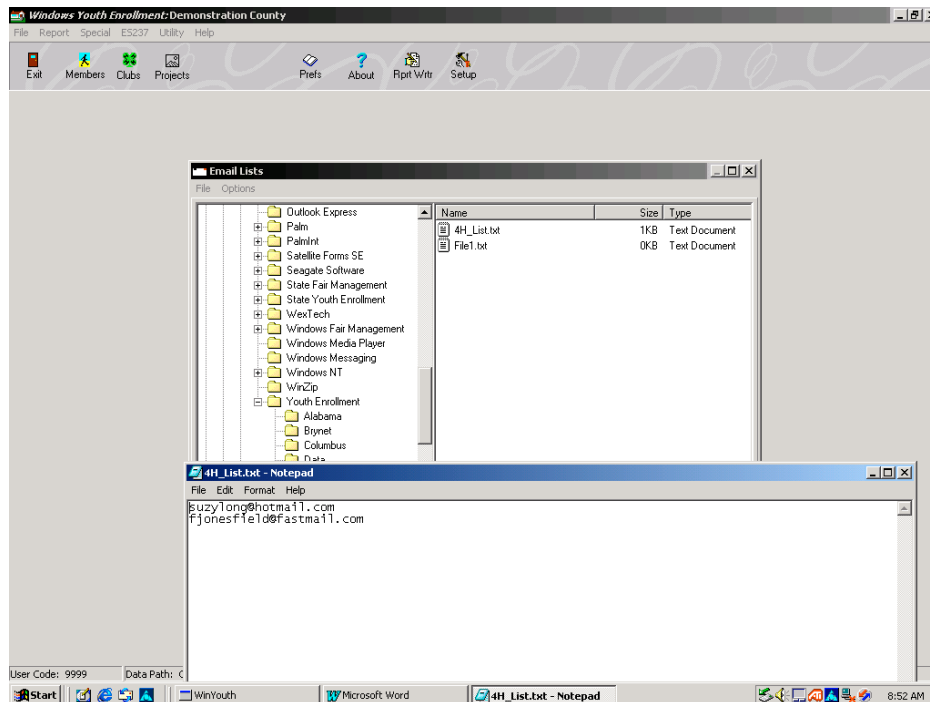 Windows Youth Enrollment: Demonstration County
File Report Special ES237 Utility Help
Exit Members Clubs Projects Prefs About Rprt Wrtr Setup
Email Lists
File Options
Outlook Express
Palm
PalmInt
Satellite Forms SE
Seagate Software
State Fair Management
State Youth Enrollment
WexTech
Windows Fair Management
Windows Media Player
Windows Messaging
Windows NT
WinZip
Youth Enrollment
Alabama
Brynet
Columbus
Data
Name Size Type
4H_List.txt 1KB Text Document
File1.txt 0KB Text Document
4H_List.txt - Notepad
File Edit Format Help
suzylong@hotmail.com
fjonesfield@fastmail.com
User Code: 9999 Data Path: C
Start WinYouth Microsoft Word 4H_List.txt - Notepad 8:52 AM